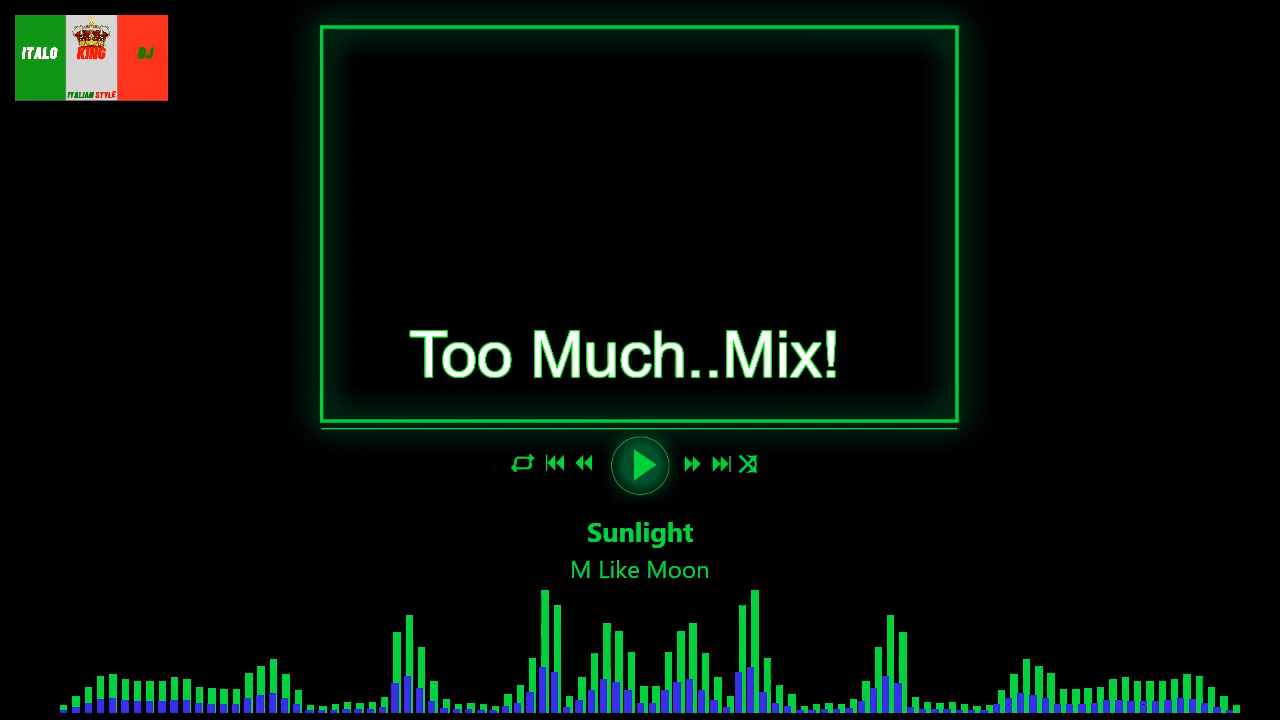 ITALO KING DJ
ITALIAN STYLE
Too Much..Mix!
Sunlight
M Like Moon